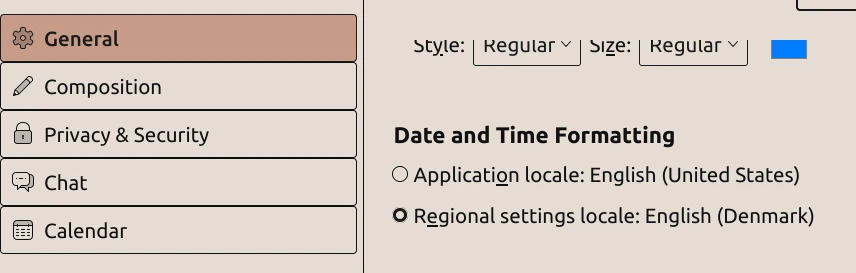 General
Composition
Privacy & Security
Chat
Calendar
Style: Regular Size: Regular
Date and Time Formatting
Application locale: English (United States)
Regional settings locale: English (Denmark)